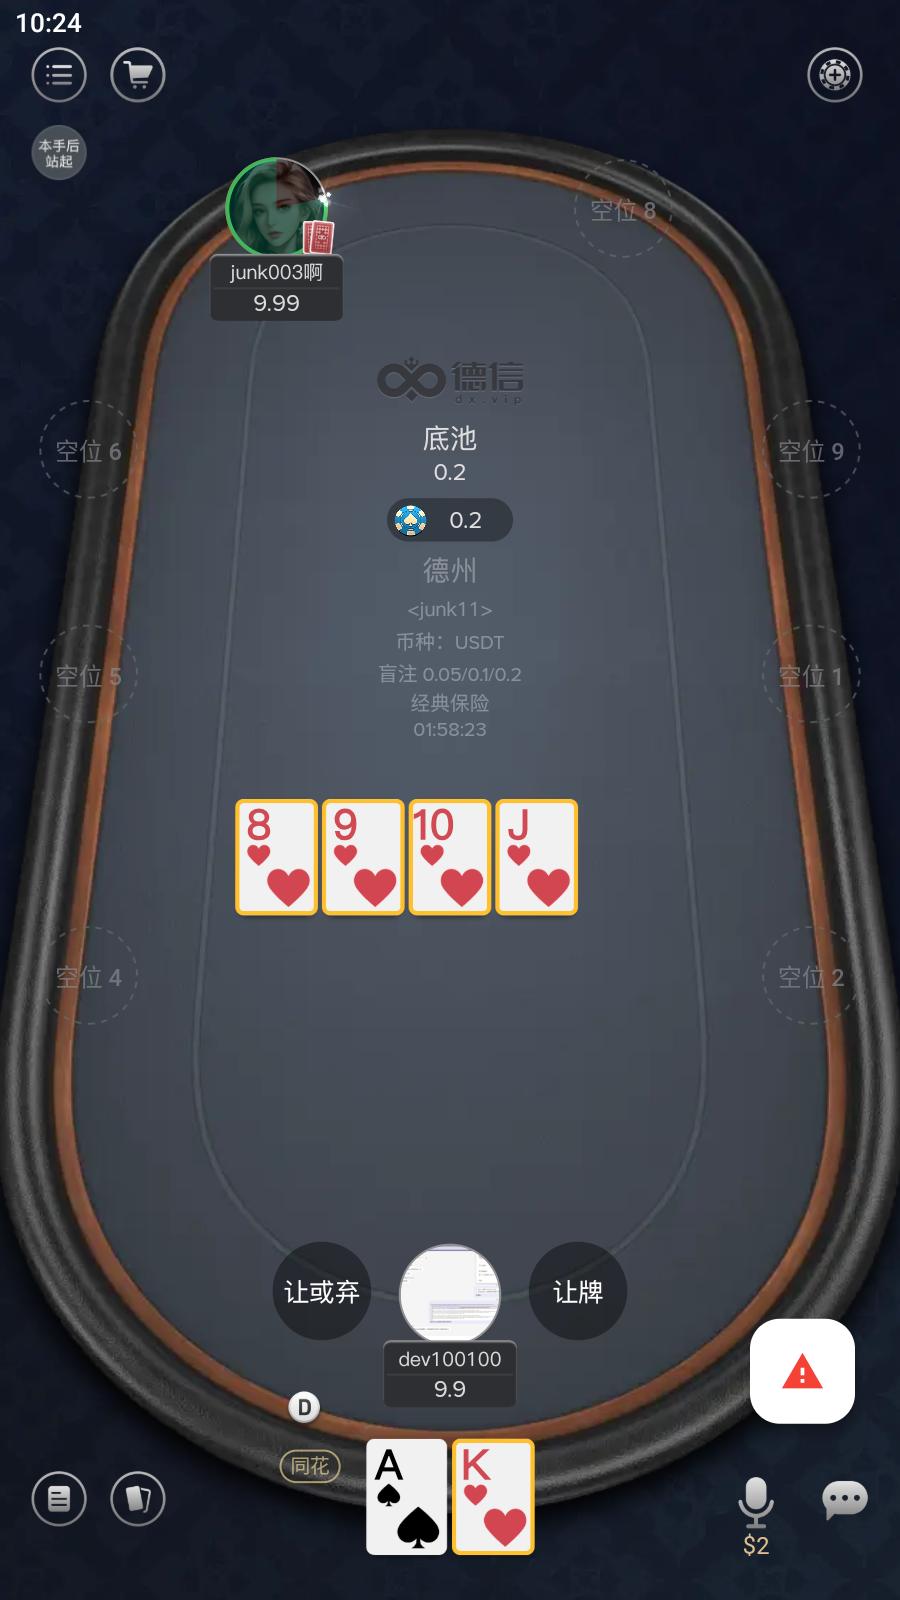 10:24
本手后
站起
空位 8
junk003啊
9.99
德信
dx.vip
底池
0.2
空位 6
空位 9
0.2
德州
<junk11>
币种：USDT
盲注 0.05/0.1/0.2
经典保险
01:58:23
空位 5
空位 1
8
9
10
J
空位 4
空位 2
让或弃
让牌
dev100100
9.9
D
同花
A
K
$2